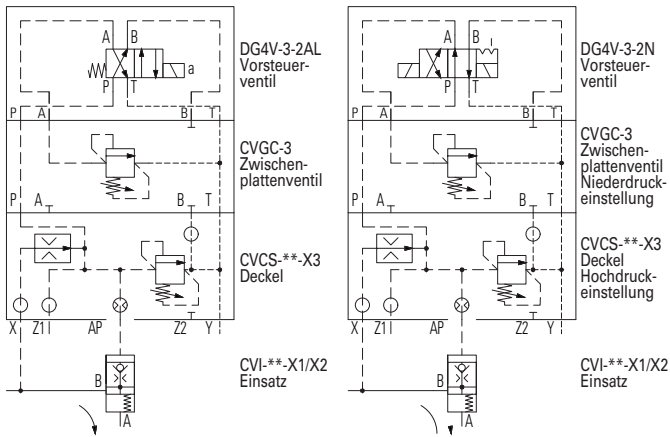 A B
DG4V-3-2AL
Vorsteuer-
ventil
a
P T
P A B T
CVGC-3
Zwischen-
plattenventil
P A B T
CVCS-**-X3
Deckel
X Z1 AP Z2 Y
CVI-**-X1/X2
Einsatz
B
A
A B
DG4V-3-2N
Vorsteuer-
ventil
P T
P A B T
CVGC-3
Zwischen-
plattenventil
Niederdruck-
einstellung
P A B T
CVCS-**-X3
Deckel
Hochdruck-
einstellung
X Z1 AP Z2 Y
CVI-**-X1/X2
Einsatz
B
A